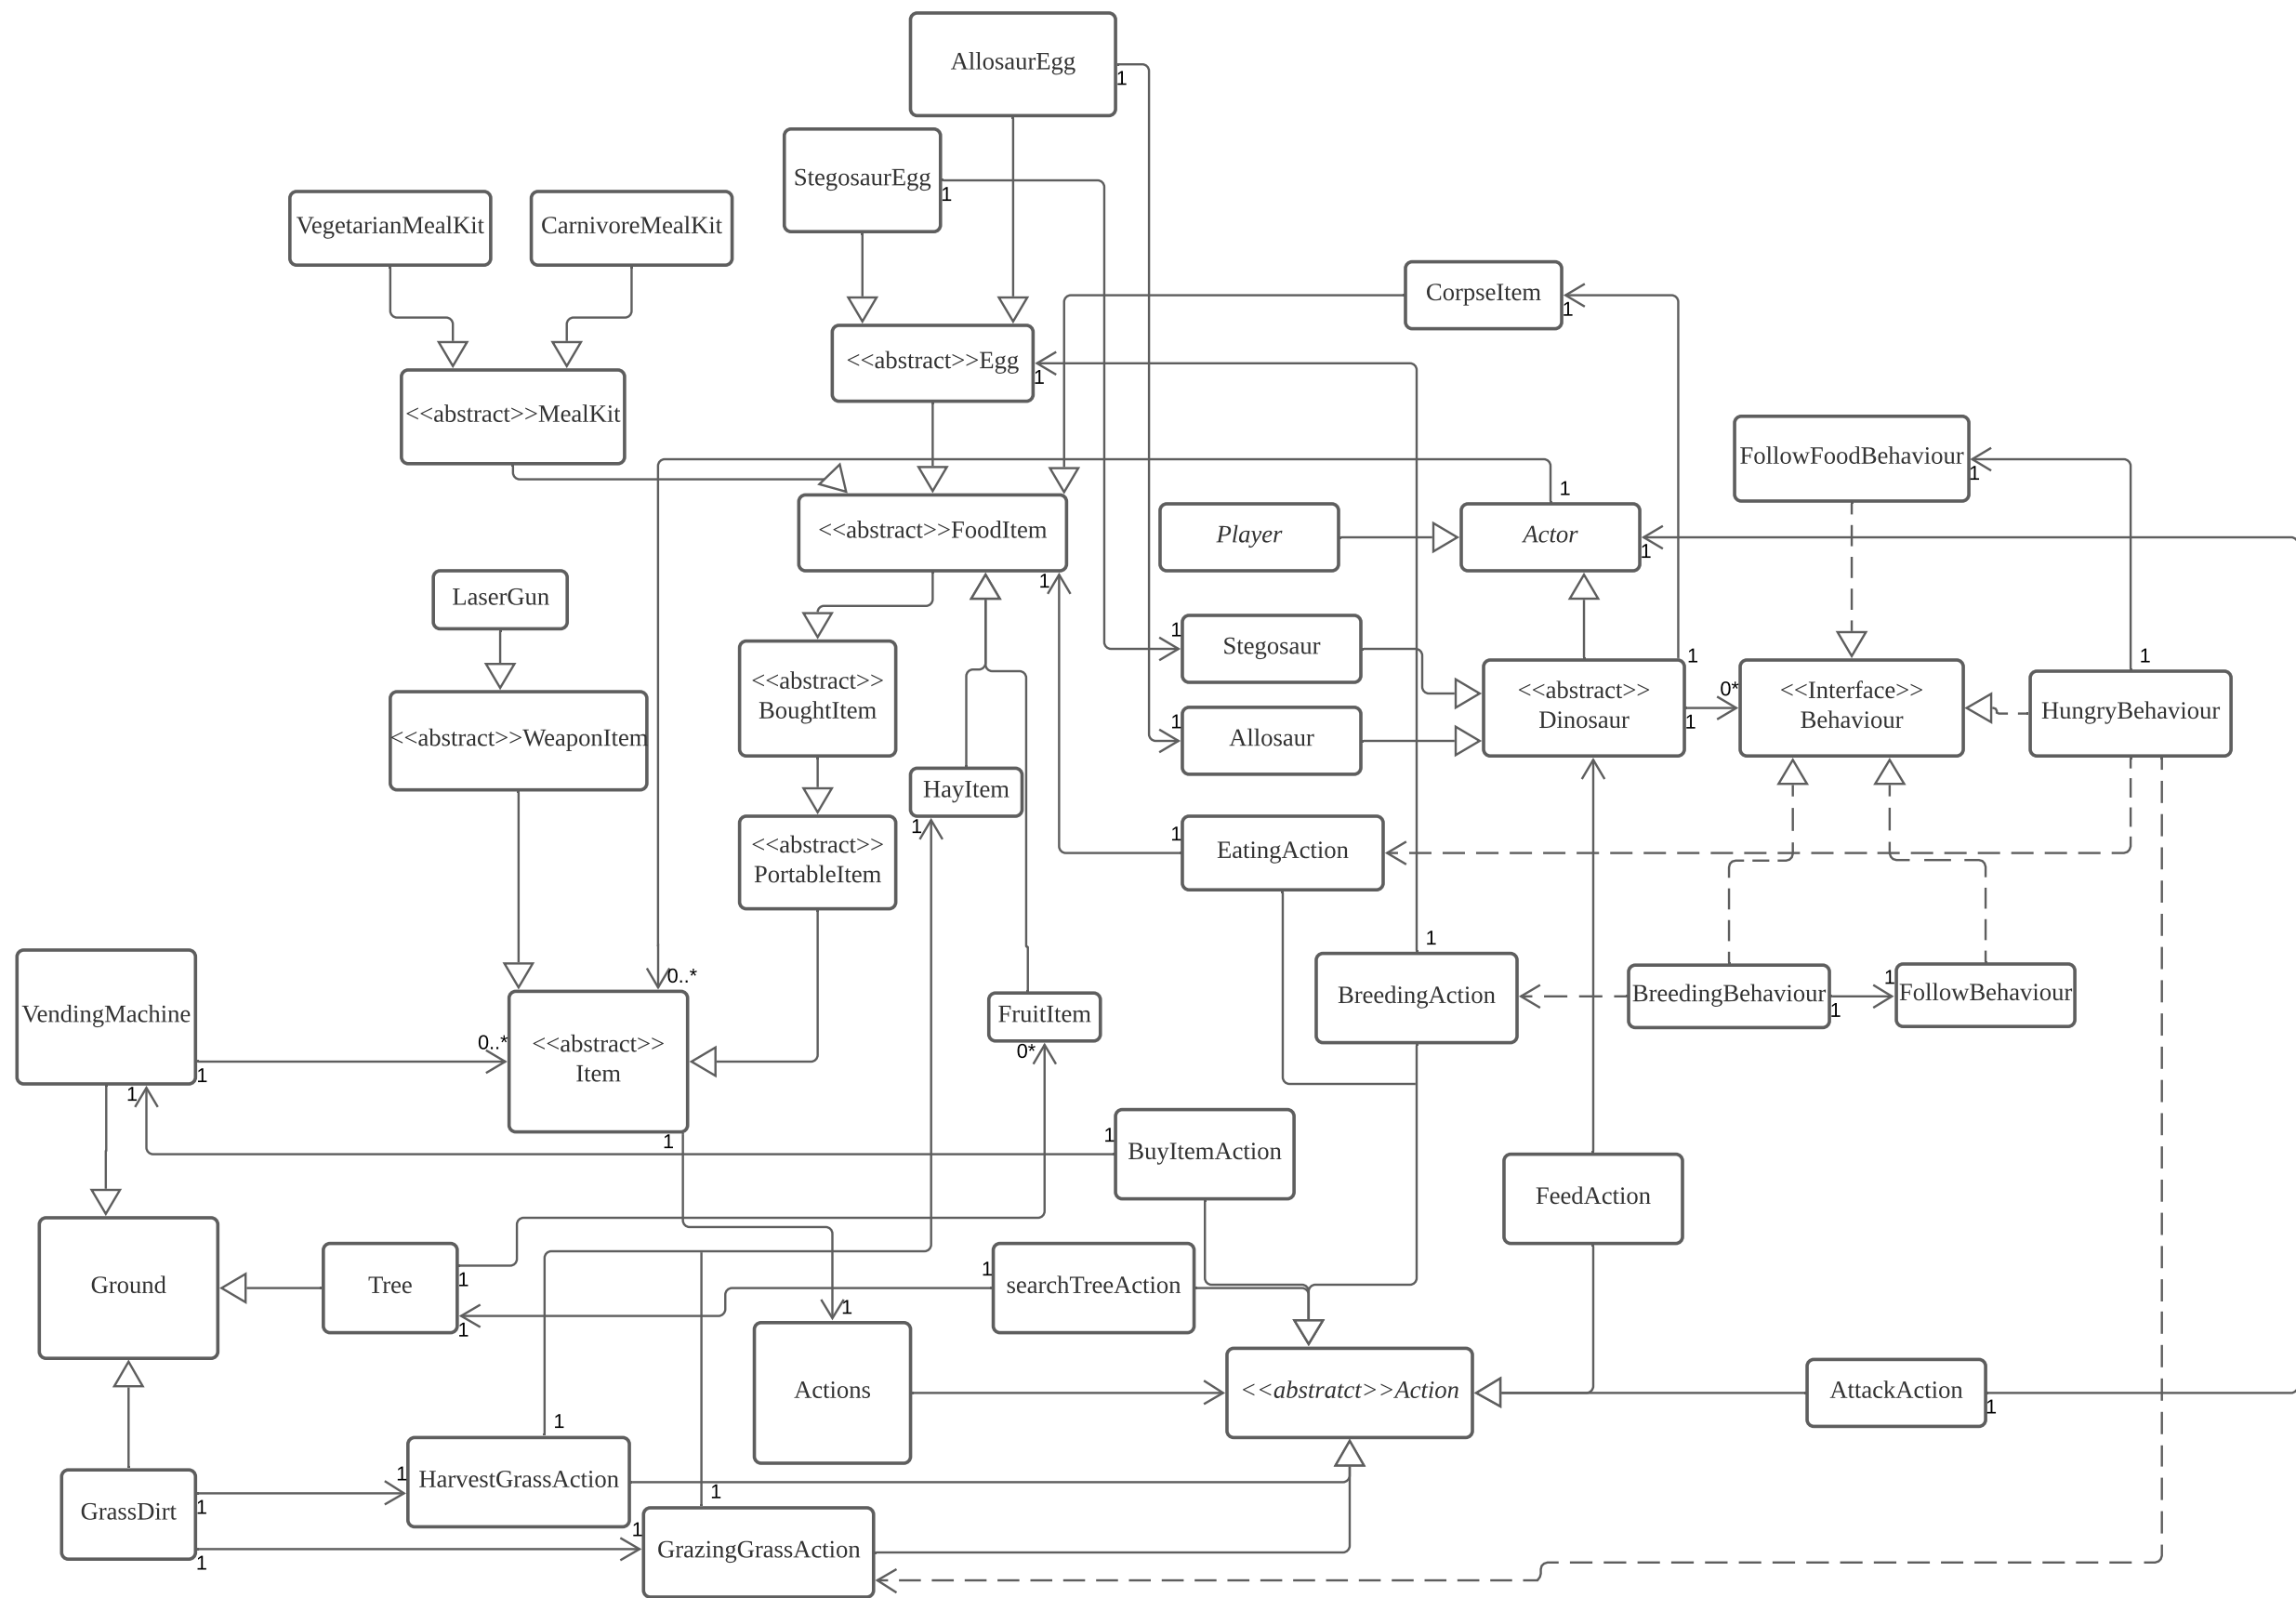 AllosaurEgg
1
StegosaurEgg
1
VegetarianMealKit
CarnivoreMealKit
CorpseItem
1
<<abstract>>Egg
1
<<abstract>>MealKit
FollowFoodBehaviour
1
1
<<abstract>>FoodItem
Player
Actor
1
1
LaserGun
1
Stegosaur
1
1
1
<<abstract>>
BoughtItem
<<abstract>>
Dinosaur
0*
1
<<Interface>>
Behaviour
HungryBehaviour
<<abstract>>WeaponItem
1
Allosaur
HayItem
1
1
EatingAction
<<abstract>>
PortableItem
1
0..*
VendingMachine
1
0..*
<<abstract>>
Item
FruitItem
0*
BreedingAction
BreedingBehaviour
1
1
FollowBehaviour
1
1
1
BuyItemAction
FeedAction
Ground
Tree
1
1
1
searchTreeAction
1
Actions
<<abstratct>>Action
AttackAction
1
1
1
HarvestGrassAction
GrassDirt
1
1
1
1
GrazingGrassAction